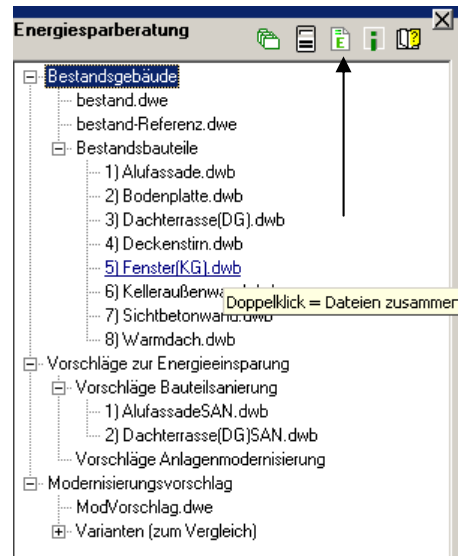 Energiesparberatung
Bestandsgebäude
bestand.dwe
bestand-Referenz.dwe
Bestandsbauteile
1) Alufassade.dwb
2) Bodenplatte.dwb
3) Dachterrasse(DG).dwb
4) Deckenstirn.dwb
5) Fenster(KG).dwb
6) Kelleraußenwa
Doppelklick = Dateien zusammen
7) Sichtbetonwand.dwb
8) Warmdach.dwb
Vorschläge zur Energieeinsparung
Vorschläge Bauteilsanierung
1) AlufassadeSAN.dwb
2) Dachterrasse(DG)SAN.dwb
Vorschläge Anlagenmodernisierung
Modernisierungsvorschlag
ModVorschlag.dwe
Varianten (zum Vergleich)